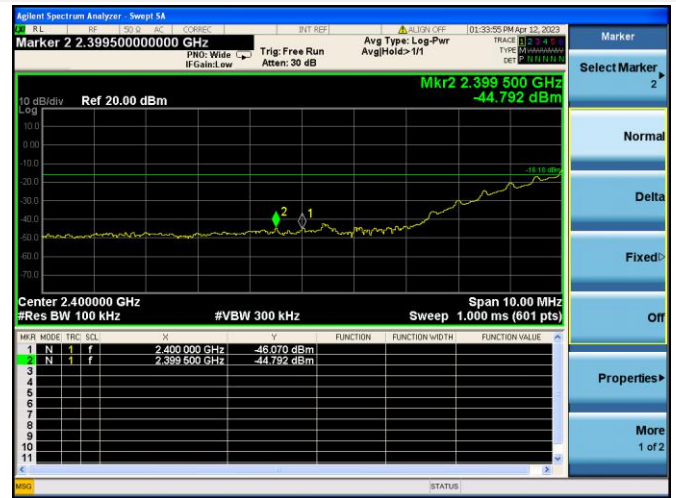 Agilent Spectrum Analyzer - Swept SA
RL RF 50 Ω AC CORREC INT REF ALIGN OFF 01:33:55 PM Apr 12, 2023
Marker 2 2.399500000000 GHz
PNO: Wide
IFGain:Low
Trig: Free Run
Atten: 30 dB
Avg Type: Log-Pwr
Avg|Hold:>1/1
TRACE 1 2 3 4 5 6
TYPE
DET P N N N N N
Mkr2 2.399 500 GHz
-44.792 dBm
10 dB/div Ref 20.00 dBm
Log
10.0
0.00
-10.0
-20.0
-30.0
-40.0
-50.0
-60.0
-70.0
2
1
Center 2.400000 GHz Span 10.00 MHz
#Res BW 100 kHz #VBW 300 kHz Sweep 1.000 ms (601 pts)
MKR MODE TRC SCL X Y FUNCTION FUNCTION WIDTH FUNCTION VALUE
1 N 1 f 2.400 000 GHz -46.070 dBm
2 N 1 f 2.399 500 GHz -44.792 dBm
3
4
5
6
7
8
9
10
11
MSG STATUS
Marker
Select Marker
2
Normal
Delta
Fixed
Off
Properties
More
1 of 2